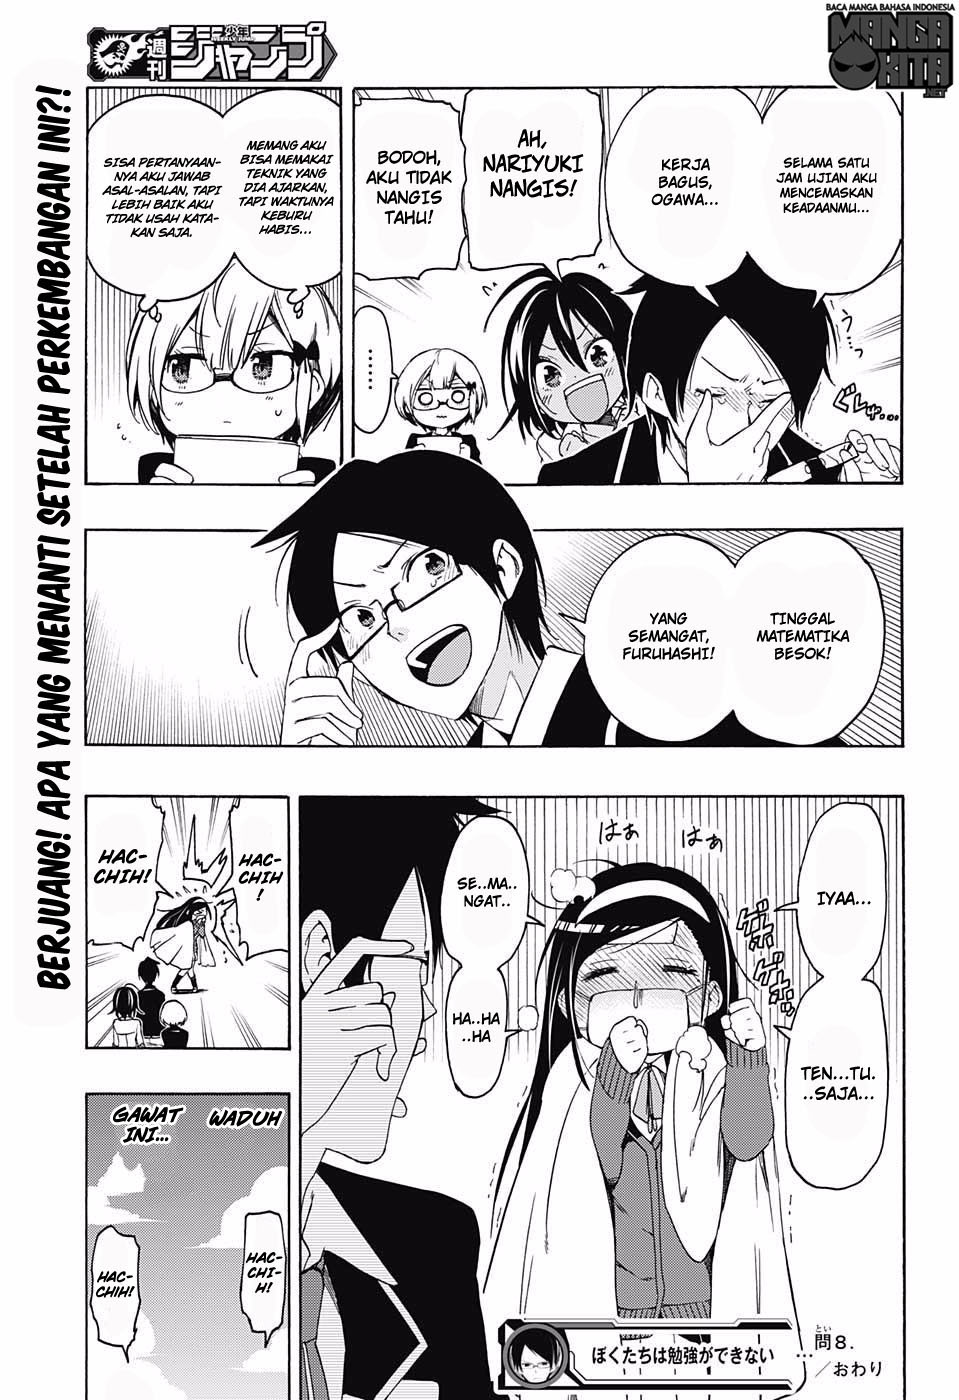 BACA MANGA BAHASA INDONESIA
MANGA
KITA
.NET
週刊
少年
ジャンプ
BERJUANG! APA YANG MENANTI SETELAH PERKEMBANGAN INI?!
SELAMA SATU
JAM UJIAN AKU
MENCEMASKAN
KEADAANMU...
KERJA
BAGUS,
OGAWA...
AH,
NARIYUKI
NANGIS!
BODOH,
AKU TIDAK
NANGIS
TAHU!
.......
MEMANG AKU
BISA MEMAKAI
TEKNIK YANG
DIA AJARKAN,
TAPI WAKTUNYA
KEBURU
HABIS...
SISA PERTANYAAN-
NYA AKU JAWAB
ASAL-ASALAN, TAPI
LEBIH BAIK AKU
TIDAK USAH KATA-
KAN SAJA.
TINGGAL
MATEMATIKA
BESOK!
YANG
SEMANGAT,
FURUHASHI!
IYAA...
TEN...TU.
..SAJA...
はぁ
はぁ
SE..MA..
NGAT..
HA..HA
..HA
HAC-
CHIH
!
HAC-
CHIH!
WADUH
GAWAT
INI...
HAC-
CHI-
H!
HAC-
CHIH!
ぼくたちは勉強ができない
...問8.
とい
／おわり